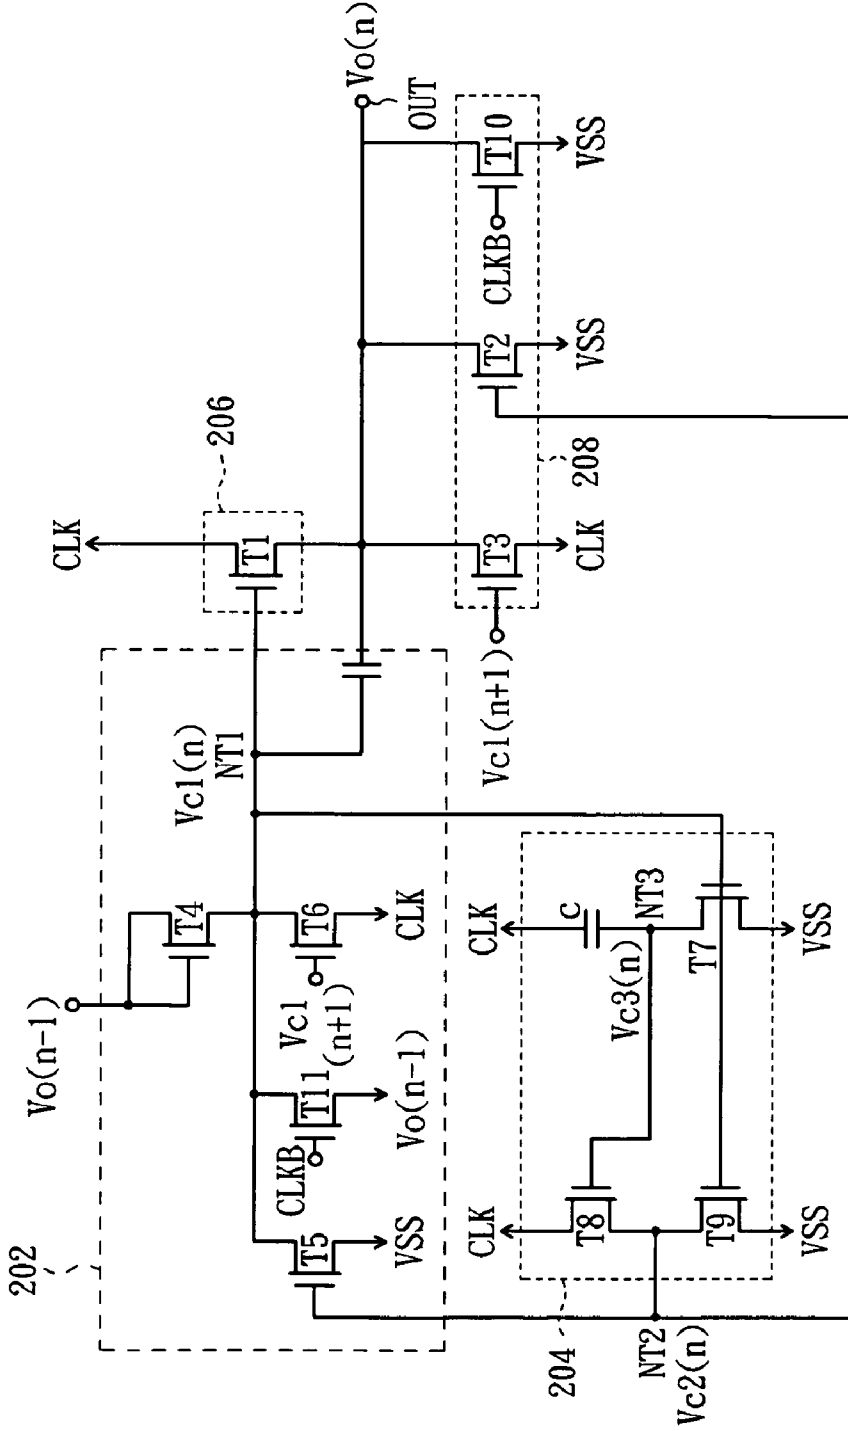 202
Vo(n-1)
T5
VSS
CLKB
T11
Vo(n-1)
Vc1
(n+1)
T6
CLK
T4
Vc1(n)
NT1
CLK
T1
206
Vo(n)
OUT
Vc1(n+1)
T3
CLK
T2
VSS
CLKB
T10
VSS
208
204
NT2
Vc2(n)
CLK
T8
T9
VSS
Vc3(n)
CLK
C
NT3
T7
VSS